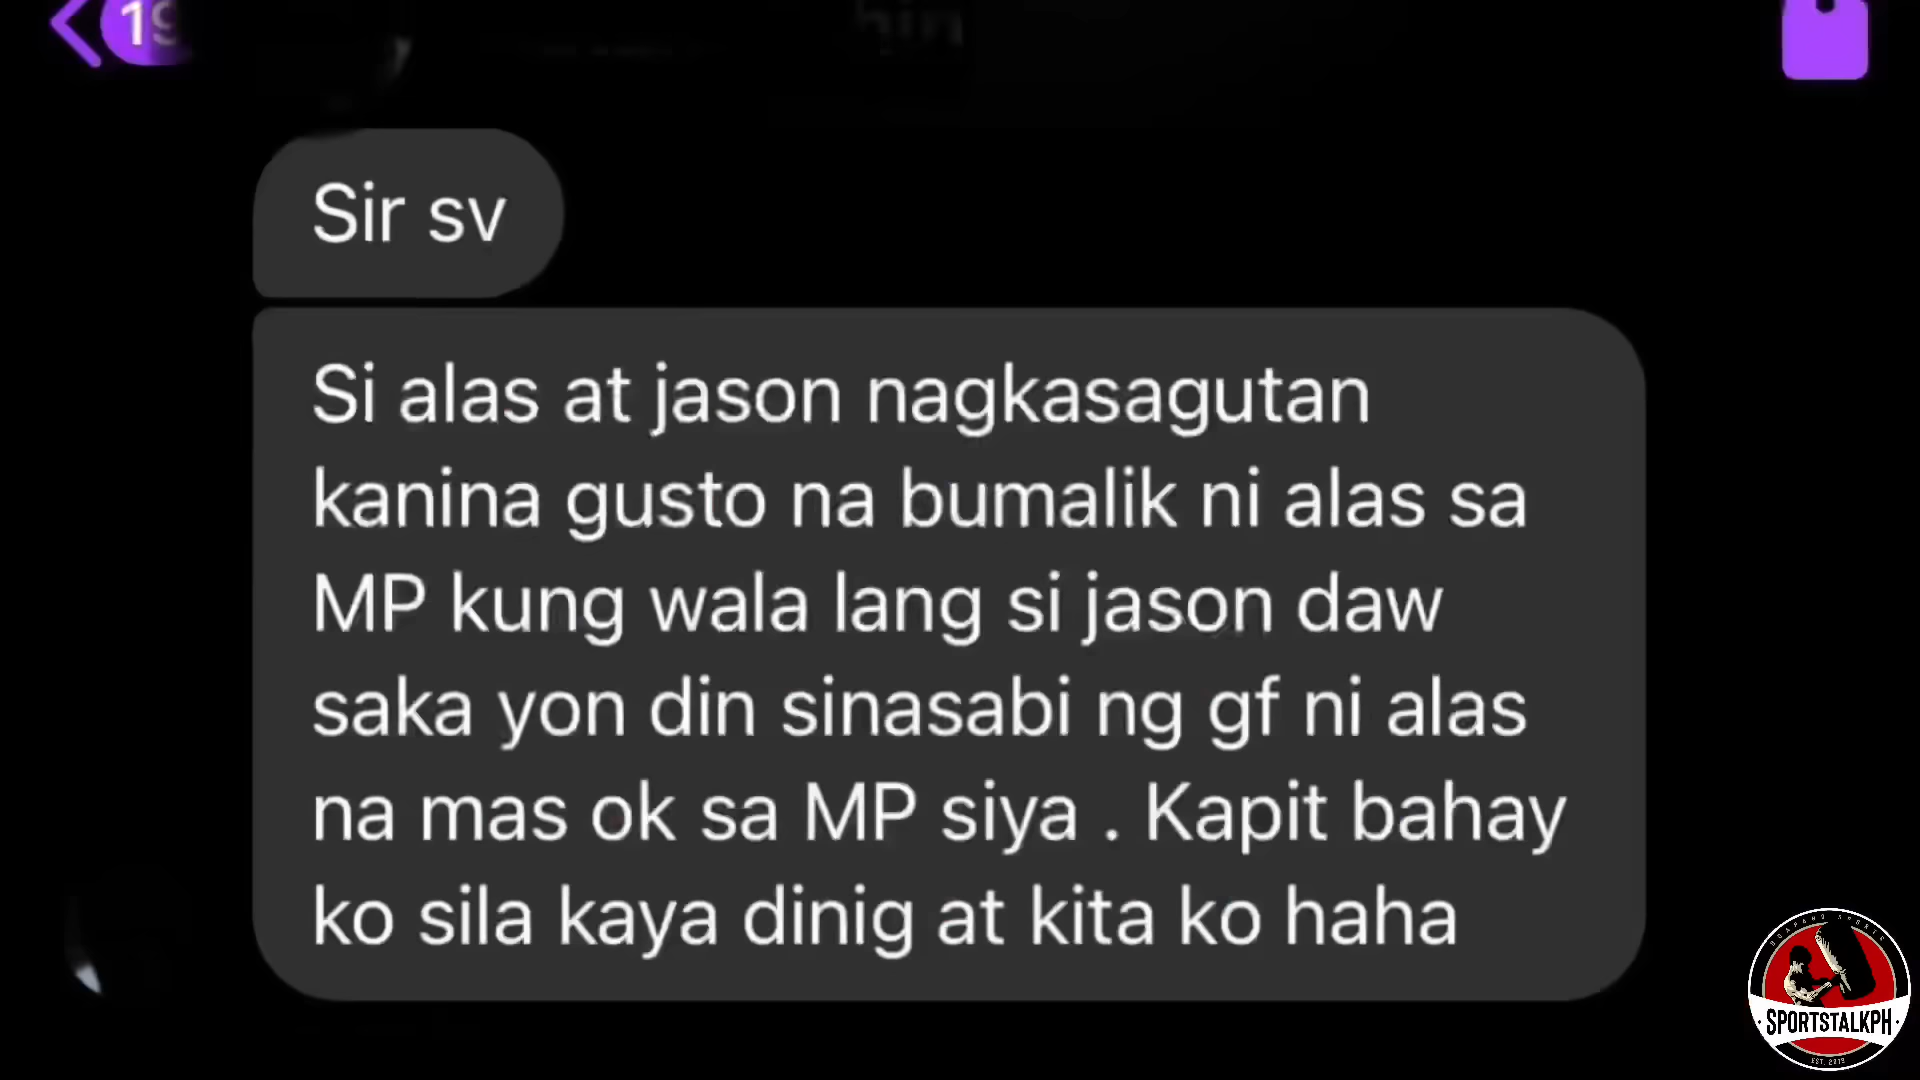 Sir sv
Si alas at jason nagkasagutan
kanina gusto na bumalik ni alas sa
MP kung wala lang si jason daw
saka yon din sinasabi ng gf ni alas
na mas ok sa MP siya . Kapit bahay
ko sila kaya dinig at kita ko haha
SPORTSTALKPH
EST. 2019